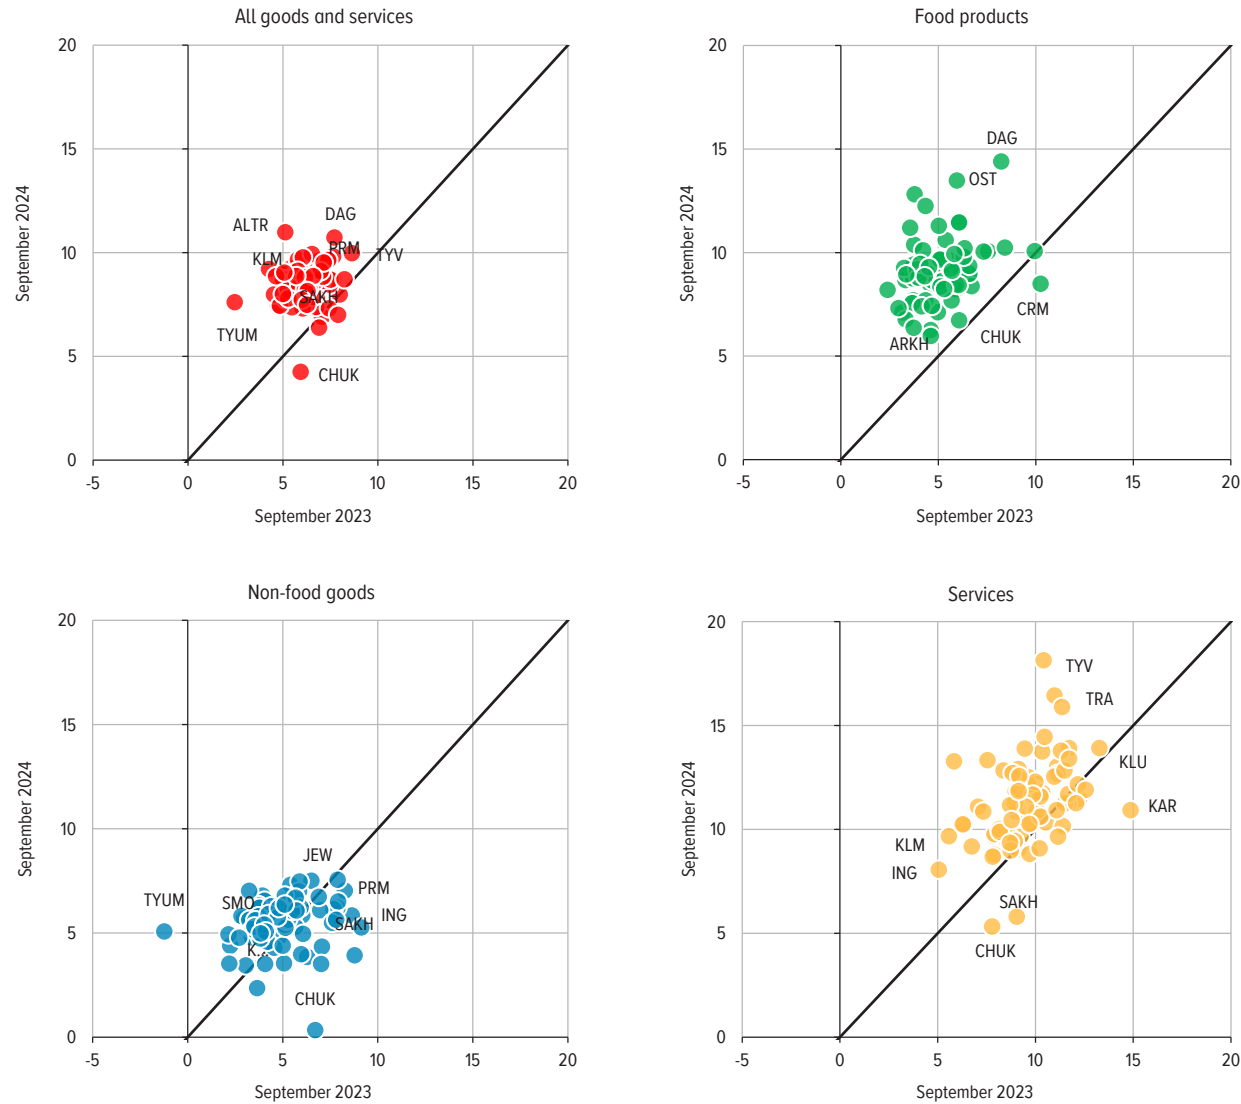 All goods and services
Food products
20
15
10
5
0
-5
0
5
10
15
20
September 2024
September 2023
ALTR
DAG
PRM
TYV
KLM
SAKH
TYUM
CHUK
20
15
10
5
0
-5
0
5
10
15
20
September 2024
September 2023
DAG
OST
CRM
CHUK
ARKH
Non-food goods
Services
20
15
10
5
0
-5
0
5
10
15
20
September 2024
September 2023
JEW
TYUM
SMO
PRM
ING
SAKH
K...
CHUK
20
15
10
5
0
-5
0
5
10
15
20
September 2024
September 2023
TYV
TRA
KLU
KAR
KLM
ING
SAKH
CHUK